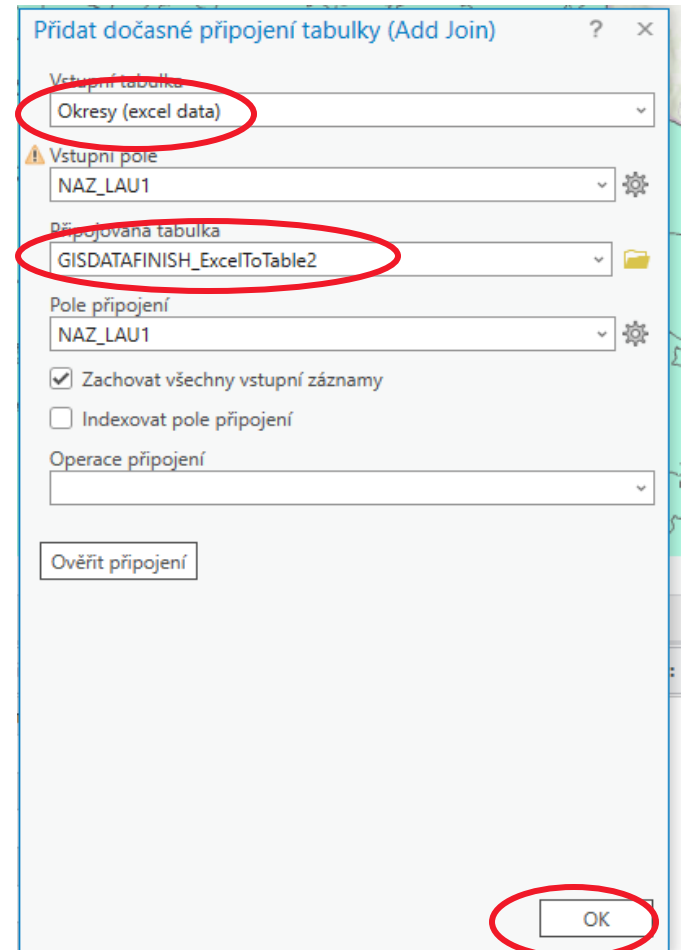 Přidat dočasné připojení tabulky (Add Join) ? ×
Vstupní tabulka
Okresy (excel data)
Vstupní pole
NAZ_LAU1
Připojovaná tabulka
GISDATAFINISH_ExcelToTable2
Pole připojení
NAZ_LAU1
Zachovat všechny vstupní záznamy
Indexovat pole připojení
Operace připojení
Ověřit připojení
OK